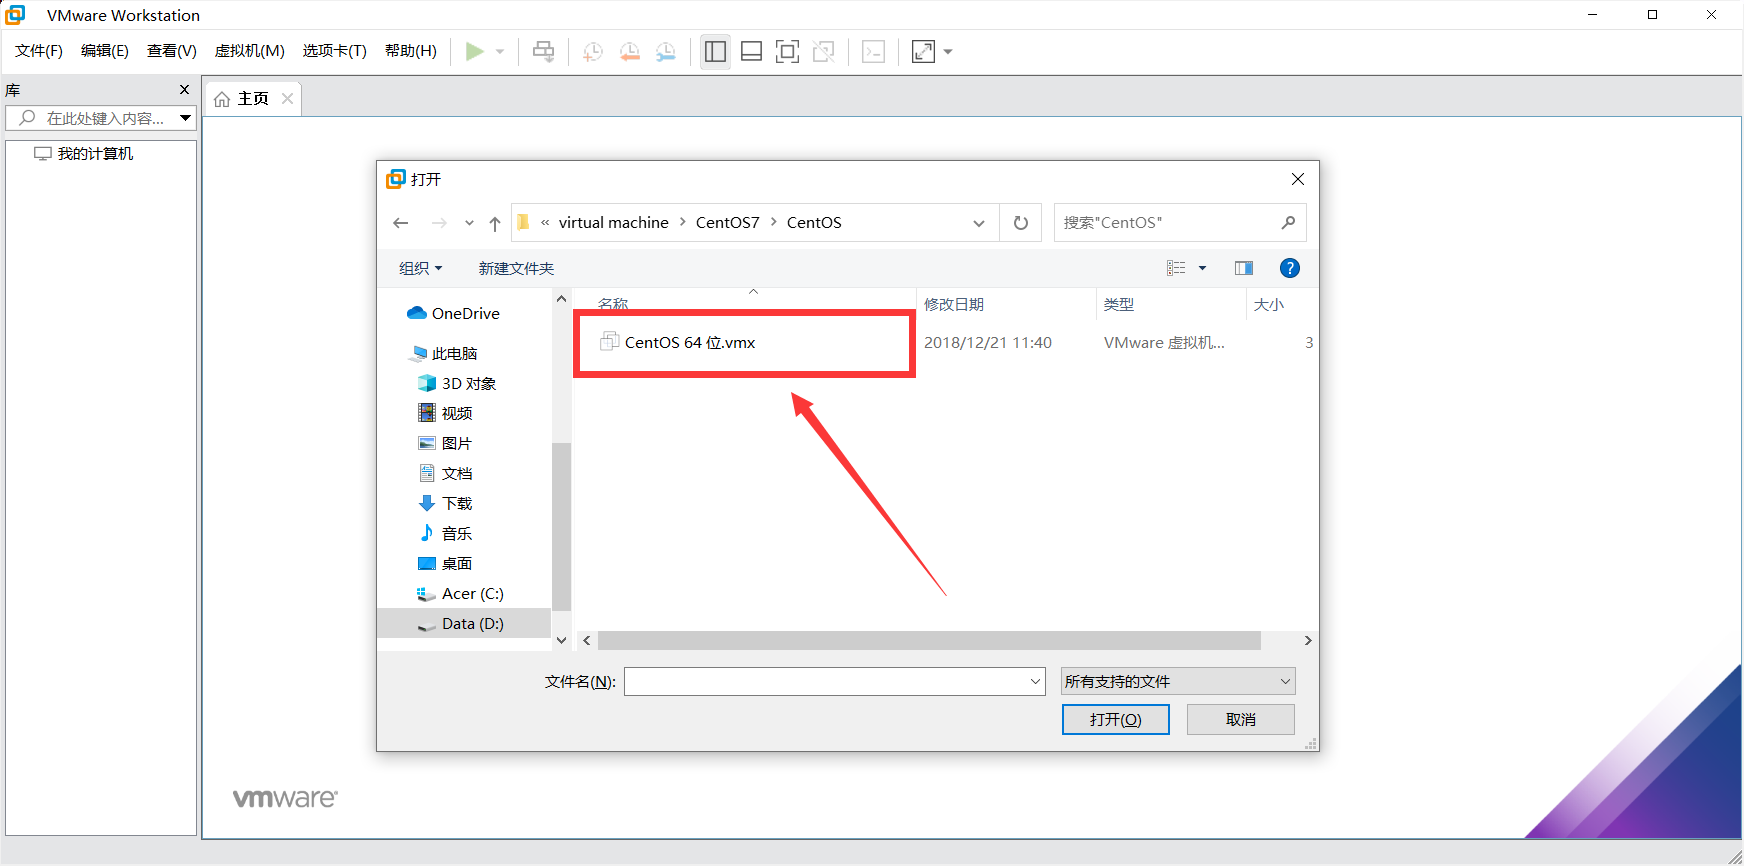 VMware Workstation
文件(F) 编辑(E) 查看(V) 虚拟机(M) 选项卡(T) 帮助(H)
库
主页
在此处键入内容...
我的计算机
打开
« virtual machine > CentOS7 > CentOS
搜索"CentOS"
组织 新建文件夹
?
名称 修改日期 类型 大小
CentOS 64 位.vmx 2018/12/21 11:40 VMware 虚拟机... 3
OneDrive
此电脑
3D 对象
视频
图片
文档
下载
音乐
桌面
Acer (C:)
Data (D:)
文件名(N):
所有支持的文件
打开(O) 取消
vmware